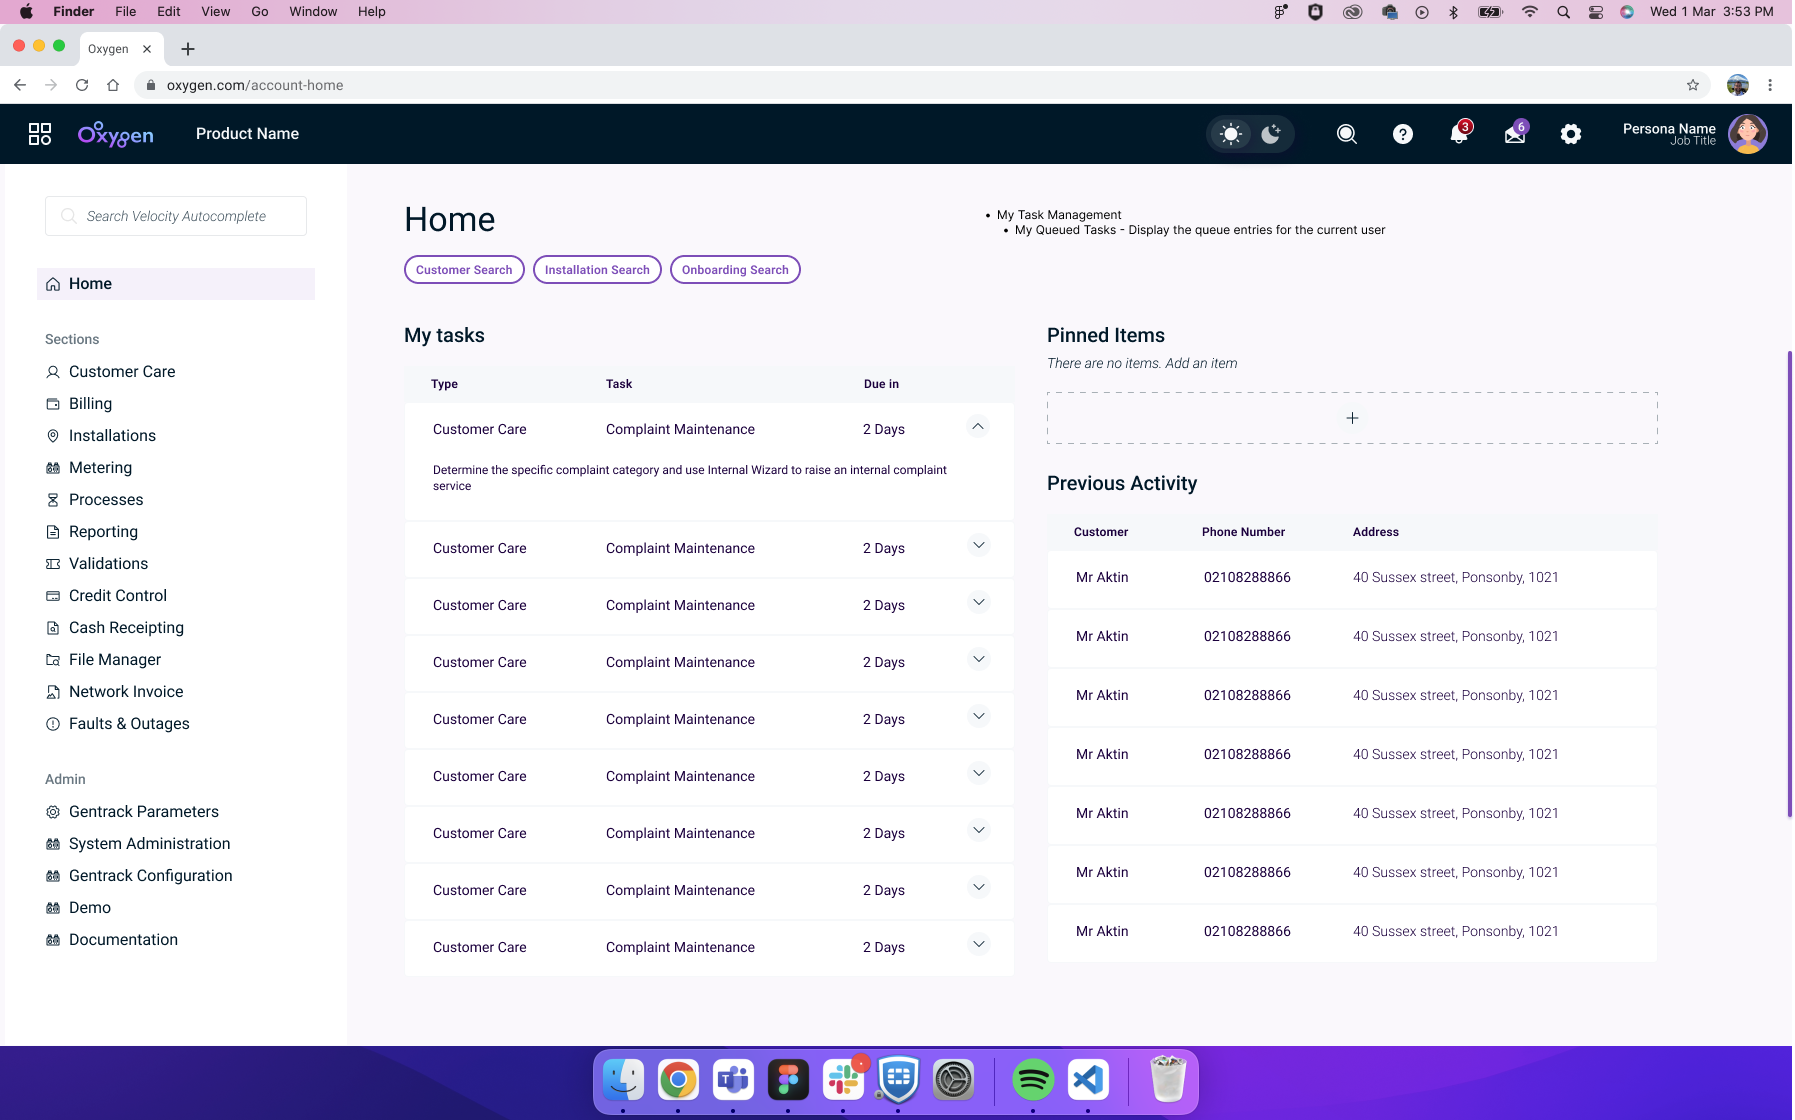 Finder File Edit View Go Window Help Wed 1 Mar 3:53 PM
Oxygen
oxygen.com/account-home
Oxygen Product Name 3 6 Persona Name
Job Title
Search Velocity Autocomplete
Home
Sections
Customer Care
Billing
Installations
Metering
Processes
Reporting
Validations
Credit Control
Cash Receipting
File Manager
Network Invoice
Faults & Outages
Admin
Gentrack Parameters
System Administration
Gentrack Configuration
Demo
Documentation
Home
• My Task Management
• My Queued Tasks - Display the queue entries for the current user
Customer Search Installation Search Onboarding Search
My tasks
Type Task Due in
Customer Care Complaint Maintenance 2 Days
Determine the specific complaint category and use Internal Wizard to raise an internal complaint
service
Customer Care Complaint Maintenance 2 Days
Customer Care Complaint Maintenance 2 Days
Customer Care Complaint Maintenance 2 Days
Customer Care Complaint Maintenance 2 Days
Customer Care Complaint Maintenance 2 Days
Customer Care Complaint Maintenance 2 Days
Customer Care Complaint Maintenance 2 Days
Customer Care Complaint Maintenance 2 Days
Pinned Items
There are no items. Add an item
Previous Activity
Customer Phone Number Address
Mr Aktin 02108288866 40 Sussex street, Ponsonby, 1021
Mr Aktin 02108288866 40 Sussex street, Ponsonby, 1021
Mr Aktin 02108288866 40 Sussex street, Ponsonby, 1021
Mr Aktin 02108288866 40 Sussex street, Ponsonby, 1021
Mr Aktin 02108288866 40 Sussex street, Ponsonby, 1021
Mr Aktin 02108288866 40 Sussex street, Ponsonby, 1021
Mr Aktin 02108288866 40 Sussex street, Ponsonby, 1021